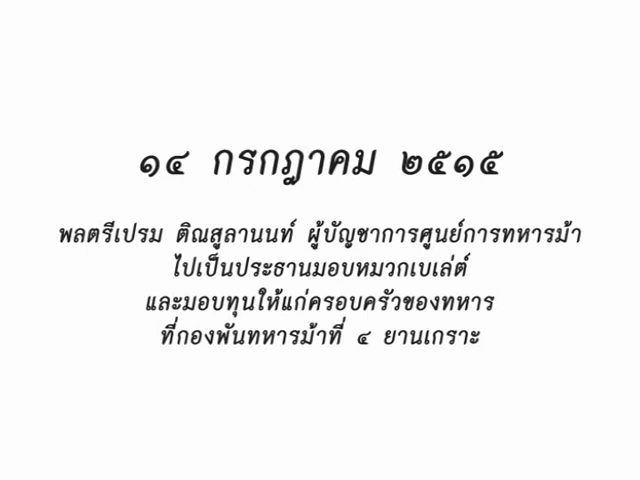 ๑๔ กรกฎาคม ๒๕๑๕
พลตรีเปรม ติณสูลานนท์ ผู้บัญชาการศูนย์การทหารม้า
ไปเป็นประธานมอบหมวกเบเล่ต์
และมอบทุนให้แก่ครอบครัวของทหาร
ที่กองพันทหารม้าที่ ๔ ยานเกราะ